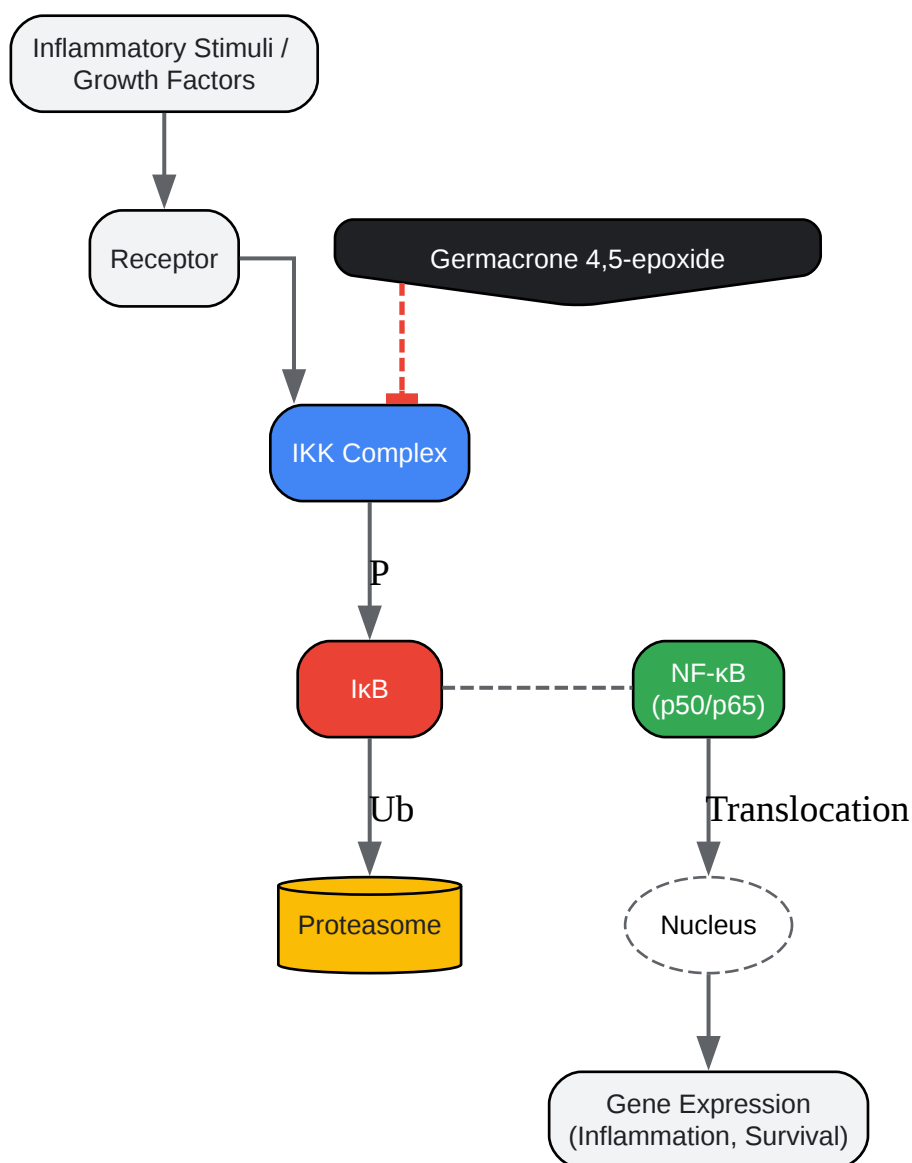 Inflammatory Stimuli /
Growth Factors
Receptor
Germacrone 4,5-epoxide
IKK Complex
P
IκB
NF-κB
(p50/p65)
Ub
Translocation
Proteasome
Nucleus
Gene Expression
(Inflammation, Survival)